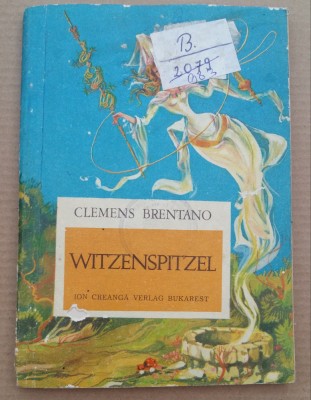 B.
2079
CLEMENS BRENTANO
WITZENSPITZEL
ION CREANGĂ VERLAG BUKAREST